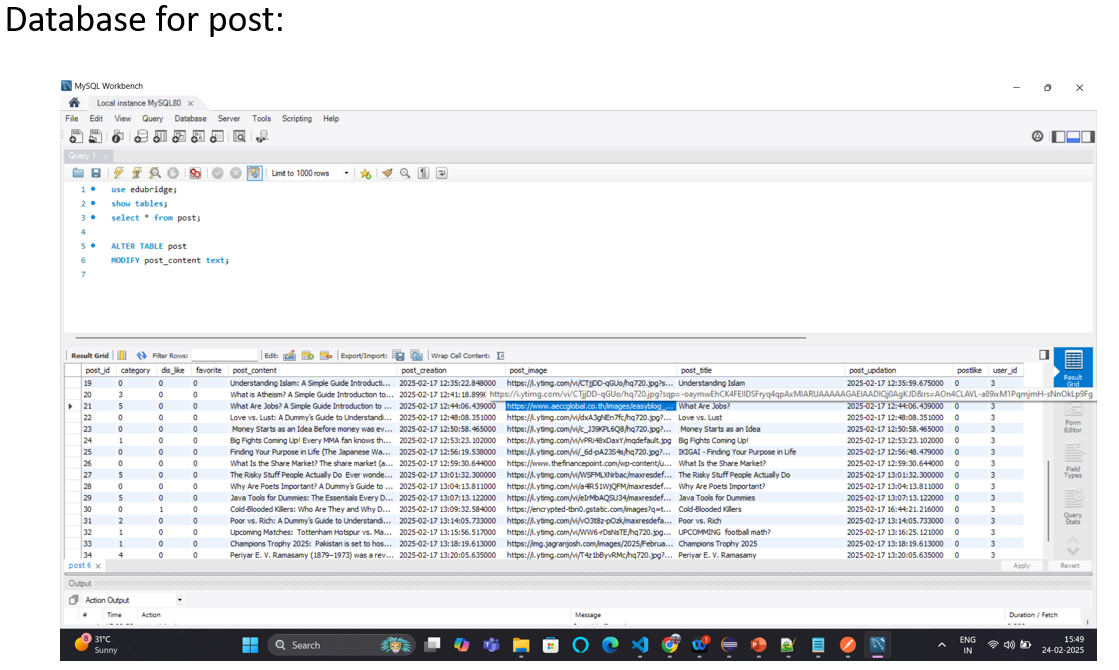 Database for post:
MySQL Workbench
Local instance MySQL80
File Edit View Query Database Server Tools Scripting Help
Query 1
Limit to 1000 rows
1 use edubridge;
2 show tables;
3 select * from post;
4
5 ALTER TABLE post
6 MODIFY post_content text;
7
Result Grid Filter Rows: Edit: Export/Import: Wrap Cell Content:
post_id category dis_like favorite post_content post_creation post_image post_title post_updation postlike user_id
19 0 0 0 Understanding Islam: A Simple Guide Introducti... 2025-02-17 12:35:22.848000 https://i.ytimg.com/vi/CTjjDD-qGUo/hq720.jpg?s... Understanding Islam 2025-02-17 12:35:59.675000 0 3
20 3 0 0 What is Atheism? A Simple Guide Introduction to... 2025-02-17 12:41:18.899
21 5 0 0 What Are Jobs? A Simple Guide Introduction to ... 2025-02-17 12:44:06.439000 https://www.aeccglobal.co.th/images/easyblog_... What Are Jobs? 2025-02-17 12:44:06.439000 0 3
22 0 0 0 Love vs. Lust: A Dummy's Guide to Understandi... 2025-02-17 12:48:08.351000 https://i.ytimg.com/vi/dxA3gNEn7fc/hq720.jpg?... Love vs. Lust 2025-02-17 12:48:08.351000 0 3
23 0 0 0 Money Starts as an Idea Before money was ev... 2025-02-17 12:50:58.465000 https://i.ytimg.com/vi/c_J39KPL6Q8/hq720.jpg?... Money Starts as an Idea 2025-02-17 12:50:58.465000 0 3
24 1 0 0 Big Fights Coming Up! Every MMA fan knows th... 2025-02-17 12:53:23.102000 https://i.ytimg.com/vi/vPRi48xDaxY/mqdefault.jpg Big Fights Coming Up! 2025-02-17 12:53:23.102000 0 3
25 0 0 0 Finding Your Purpose in Life (The Japanese Wa... 2025-02-17 12:56:19.538000 https://i.ytimg.com/vi/_6d-pA23S4s/hq720.jpg?... IKIGAI - Finding Your Purpose in Life 2025-02-17 12:56:48.479000 0 3
26 0 0 0 What Is the Share Market? The share market (a... 2025-02-17 12:59:30.644000 https://www.thefinancepoint.com/wp-content/u... What Is the Share Market? 2025-02-17 12:59:30.644000 0 3
27 5 0 0 The Risky Stuff People Actually Do Ever wonde... 2025-02-17 13:01:32.300000 https://i.ytimg.com/vi/WSFMLXNrbac/maxresdef... The Risky Stuff People Actually Do 2025-02-17 13:01:32.300000 0 3
28 0 0 0 Why Are Poets Important? A Dummy's Guide to ... 2025-02-17 13:04:13.811000 https://i.ytimg.com/vi/a4lR51WjQFM/maxresdef... Why Are Poets Important? 2025-02-17 13:04:13.811000 0 3
29 5 0 0 Java Tools for Dummies: The Essentials Every D... 2025-02-17 13:07:13.122000 https://i.ytimg.com/vi/eIrMbAQSU34/maxresdef... Java Tools for Dummies 2025-02-17 13:07:13.122000 0 3
30 0 1 0 Cold-Blooded Killers: Who Are They and Why D... 2025-02-17 13:09:32.584000 https://encrypted-tbn0.gstatic.com/images?q=t... Cold-Blooded Killers 2025-02-17 16:44:21.216000 0 3
31 2 0 0 Poor vs. Rich: A Dummy's Guide to Understandi... 2025-02-17 13:14:05.733000 https://i.ytimg.com/vi/vO3t8z-pOzk/maxresdefa... Poor vs. Rich 2025-02-17 13:14:05.733000 0 3
32 1 0 0 Upcoming Matches: Tottenham Hotspur vs. Ma... 2025-02-17 13:15:56.517000 https://i.ytimg.com/vi/WW6-rDsNsTE/hq720.jpg?... UPCOMMING football math? 2025-02-17 13:16:25.121000 0 3
33 1 0 0 Champions Trophy 2025: Pakistan is set to hos... 2025-02-17 13:18:19.613000 https://img.jagranjosh.com/images/2025/Februa... Champions Trophy 2025 2025-02-17 13:18:19.613000 0 3
34 4 0 0 Periyar E. V. Ramasamy (1879–1973) was a rev... 2025-02-17 13:20:05.635000 https://i.ytimg.com/vi/T4z1bByvRMc/hq720.jpg?... Periyar E. V. Ramasamy 2025-02-17 13:20:05.635000 0 3
Result Grid
Form Editor
Field Types
Query Stats
post 6
Apply Revert
Output
Action Output
# Time Action Message Duration / Fetch
8
31°C
Sunny
Search
1
ENG
IN
15:49
24-02-2025